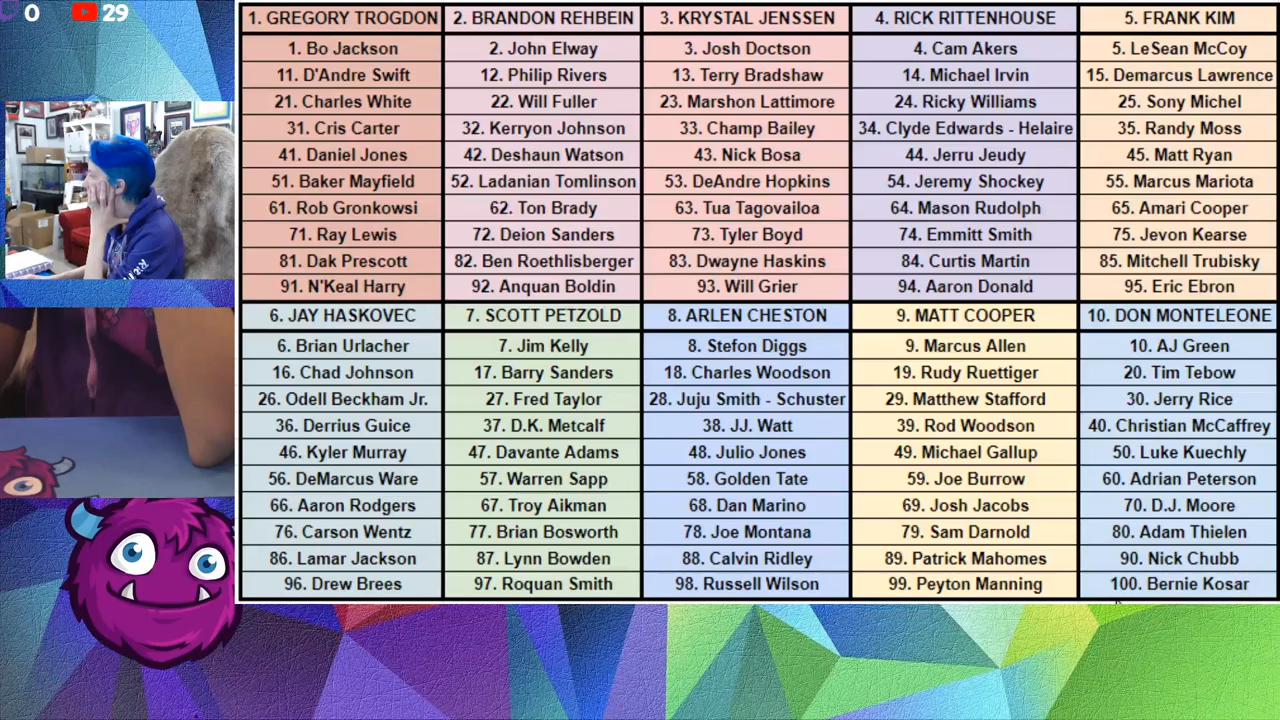 0 29
1. GREGORY TROGDON 2. BRANDON REHBEIN 3. KRYSTAL JENSSEN 4. RICK RITTENHOUSE 5. FRANK KIM
1. Bo Jackson 2. John Elway 3. Josh Doctson 4. Cam Akers 5. LeSean McCoy
11. D'Andre Swift 12. Philip Rivers 13. Terry Bradshaw 14. Michael Irvin 15. Demarcus Lawrence
21. Charles White 22. Will Fuller 23. Marshon Lattimore 24. Ricky Williams 25. Sony Michel
31. Cris Carter 32. Kerryon Johnson 33. Champ Bailey 34. Clyde Edwards - Helaire 35. Randy Moss
41. Daniel Jones 42. Deshaun Watson 43. Nick Bosa 44. Jerru Jeudy 45. Matt Ryan
51. Baker Mayfield 52. Ladanian Tomlinson 53. DeAndre Hopkins 54. Jeremy Shockey 55. Marcus Mariota
61. Rob Gronkowsi 62. Ton Brady 63. Tua Tagovailoa 64. Mason Rudolph 65. Amari Cooper
71. Ray Lewis 72. Deion Sanders 73. Tyler Boyd 74. Emmitt Smith 75. Jevon Kearse
81. Dak Prescott 82. Ben Roethlisberger 83. Dwayne Haskins 84. Curtis Martin 85. Mitchell Trubisky
91. N'Keal Harry 92. Anquan Boldin 93. Will Grier 94. Aaron Donald 95. Eric Ebron
6. JAY HASKOVEC 7. SCOTT PETZOLD 8. ARLEN CHESTON 9. MATT COOPER 10. DON MONTELEONE
6. Brian Urlacher 7. Jim Kelly 8. Stefon Diggs 9. Marcus Allen 10. AJ Green
16. Chad Johnson 17. Barry Sanders 18. Charles Woodson 19. Rudy Ruettiger 20. Tim Tebow
26. Odell Beckham Jr. 27. Fred Taylor 28. Juju Smith - Schuster 29. Matthew Stafford 30. Jerry Rice
36. Derrius Guice 37. D.K. Metcalf 38. JJ. Watt 39. Rod Woodson 40. Christian McCaffrey
46. Kyler Murray 47. Davante Adams 48. Julio Jones 49. Michael Gallup 50. Luke Kuechly
56. DeMarcus Ware 57. Warren Sapp 58. Golden Tate 59. Joe Burrow 60. Adrian Peterson
66. Aaron Rodgers 67. Troy Aikman 68. Dan Marino 69. Josh Jacobs 70. D.J. Moore
76. Carson Wentz 77. Brian Bosworth 78. Joe Montana 79. Sam Darnold 80. Adam Thielen
86. Lamar Jackson 87. Lynn Bowden 88. Calvin Ridley 89. Patrick Mahomes 90. Nick Chubb
96. Drew Brees 97. Roquan Smith 98. Russell Wilson 99. Peyton Manning 100. Bernie Kosar